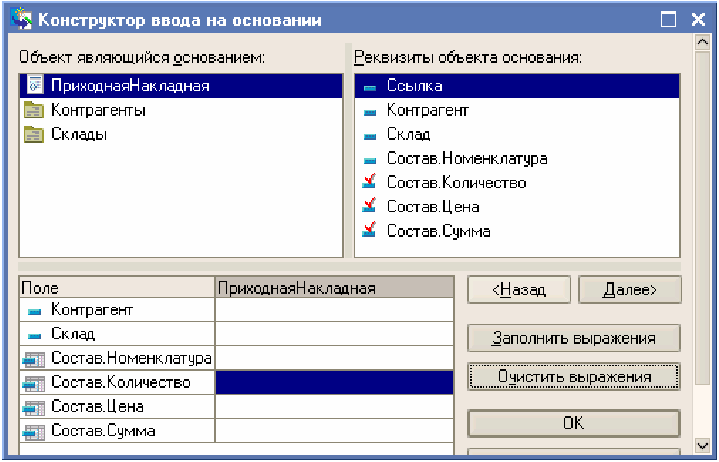 Конструктор ввода на основании
Объект являющийся основанием:
ПриходнаяНакладная
Контрагенты
Склады
Реквизиты объекта основания:
Ссылка
Контрагент
Склад
Состав.Номенклатура
Состав.Количество
Состав.Цена
Состав.Сумма
Поле ПриходнаяНакладная
Контрагент
Склад
Состав.Номенклатура
Состав.Количество
Состав.Цена
Состав.Сумма
<Назад Далее>
Заполнить выражения
Очистить выражения
OK